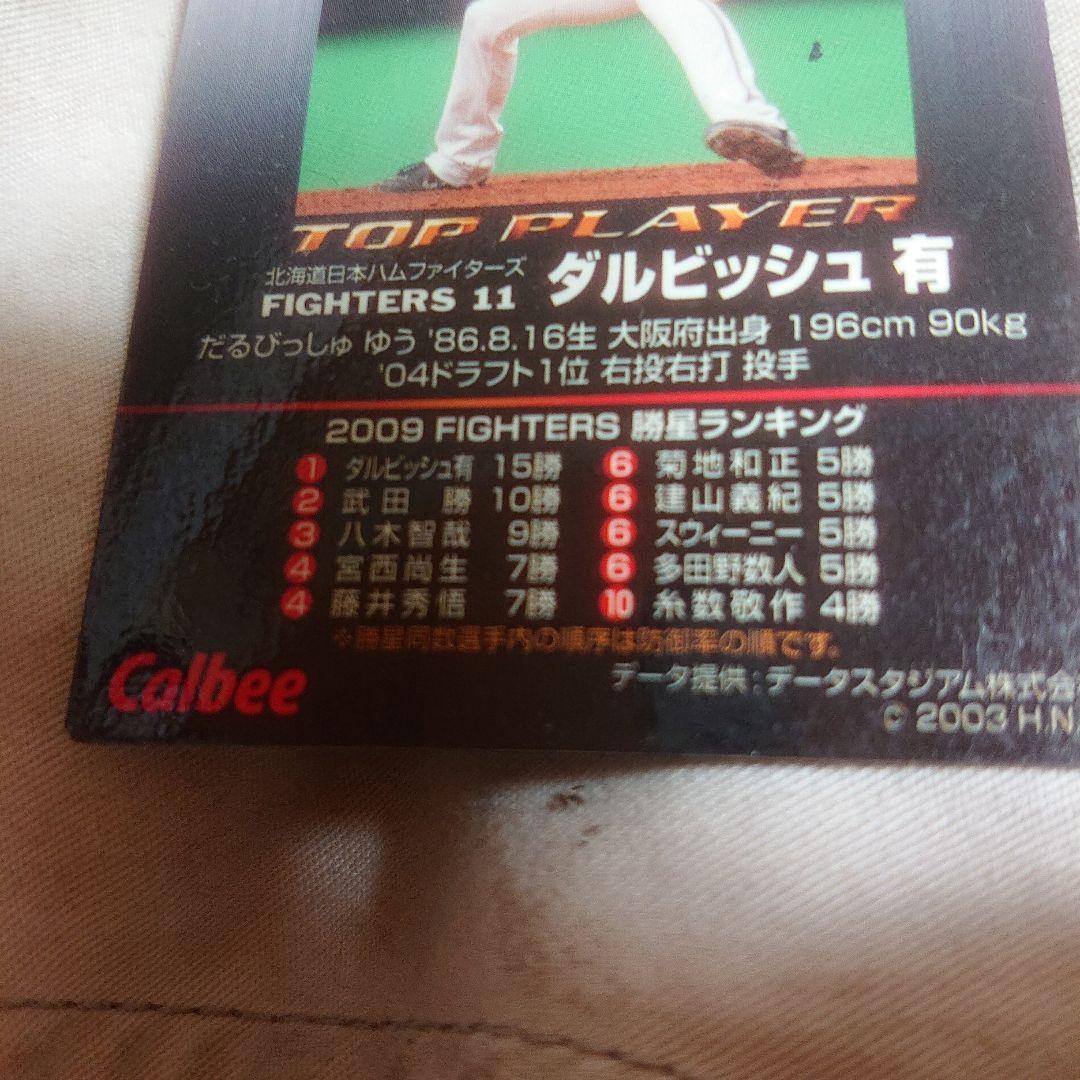 TOP PLAYER
北海道日本ハムファイターズ
FIGHTERS 11 ダルビッシュ 有
だるびっしゅ ゆう '86.8.16生 大阪府出身 196cm 90kg
'04ドラフト1位 右投右打 投手
2009 FIGHTERS 勝星ランキング
1 ダルビッシュ有 15勝
2 武田 勝 10勝
3 八木智哉 9勝
4 宮西尚生 7勝
4 藤井秀悟 7勝
6 菊地和正 5勝
6 建山義紀 5勝
6 スウィーニー 5勝
6 多田野数人 5勝
10 糸数敬作 4勝
※勝星同数選手内の順序は防御率の順です。
Calbee
データ提供：データスタジアム株式会
© 2003 H.N.